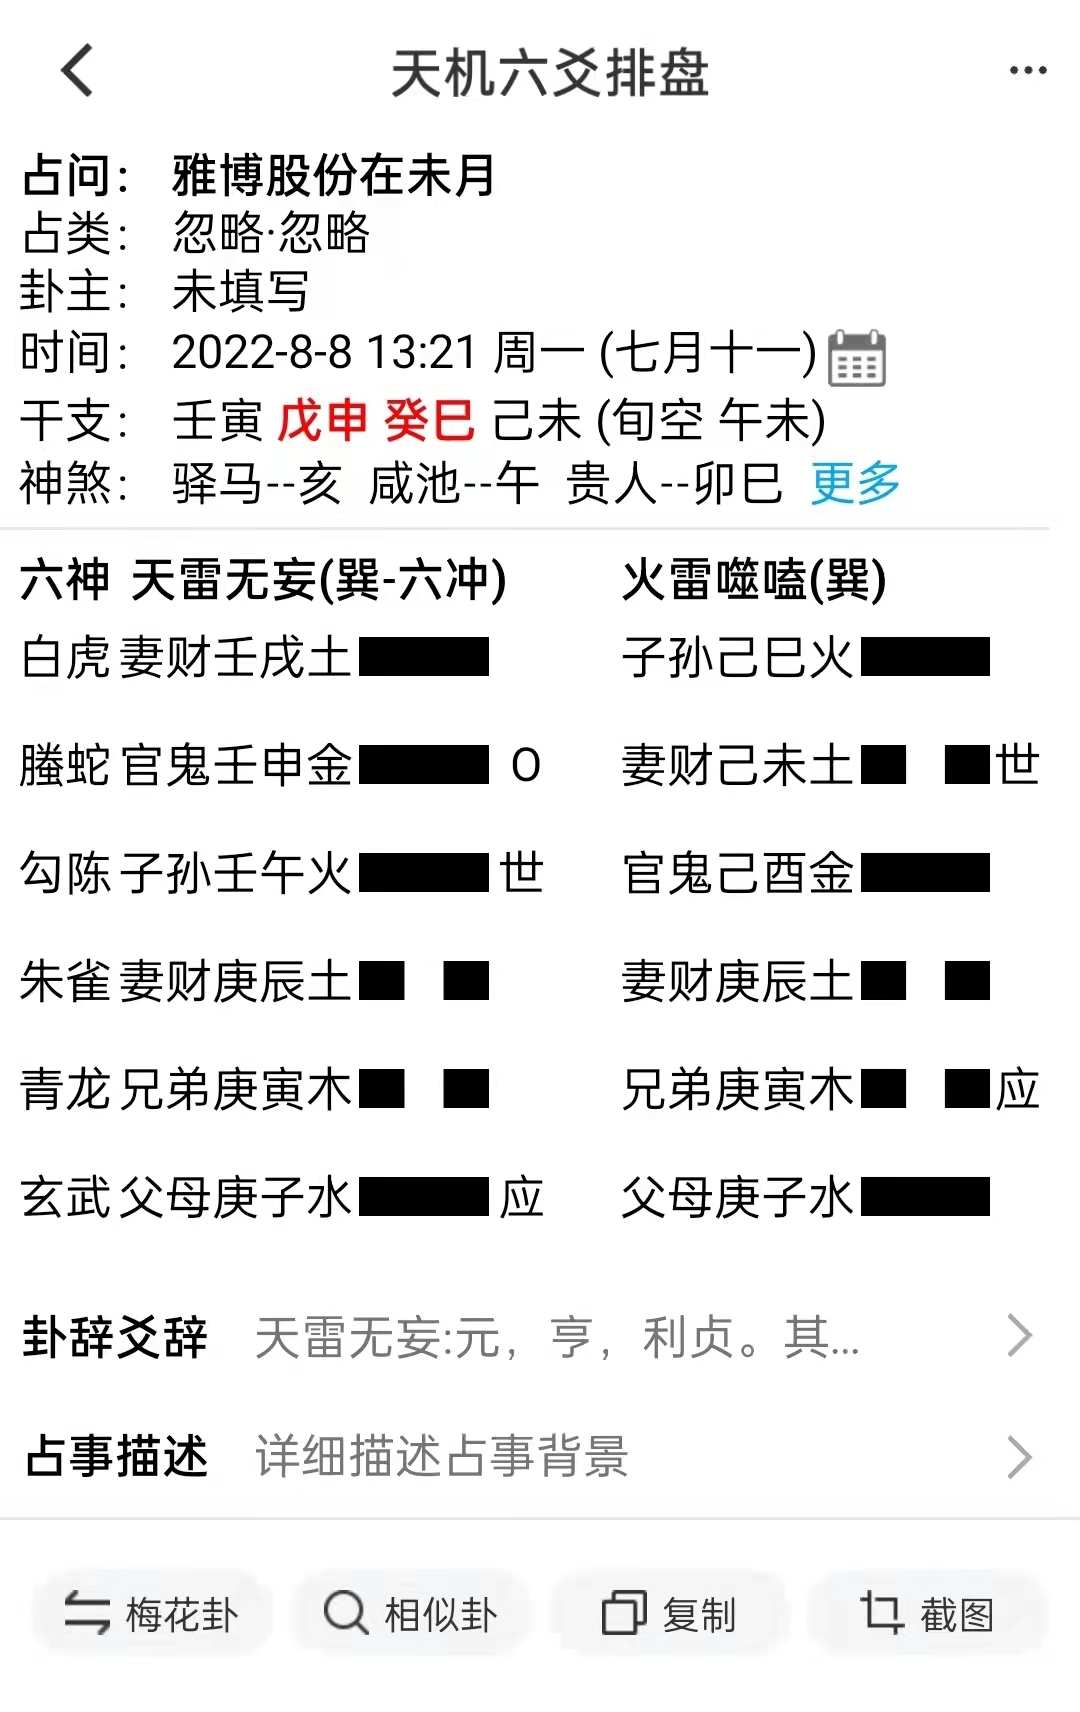 天机六爻排盘
占问： 雅博股份在未月
占类： 忽略·忽略
卦主： 未填写
时间： 2022-8-8 13:21 周一 (七月十一)
干支： 壬寅 戊申 癸巳 己未 (旬空 午未)
神煞： 驿马--亥 咸池--午 贵人--卯巳 更多
六神 天雷无妄(巽-六冲) 火雷噬嗑(巽)
白虎 妻财壬戌土 子孙己巳火
螣蛇 官鬼壬申金 O 妻财己未土 世
勾陈 子孙壬午火 世 官鬼己酉金
朱雀 妻财庚辰土 妻财庚辰土
青龙 兄弟庚寅木 兄弟庚寅木 应
玄武 父母庚子水 应 父母庚子水
卦辞爻辞 天雷无妄:元，亨，利贞。其...
占事描述 详细描述占事背景
梅花卦 相似卦 复制 截图